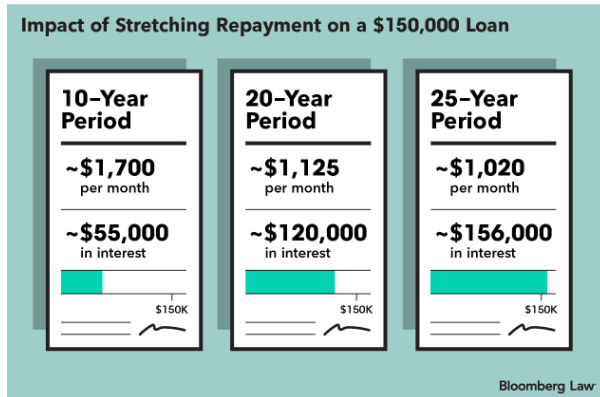 Impact of Stretching Repayment on a $150,000 Loan
10–Year
Period
~$1,700
per month
~$55,000
in interest
$150K
20–Year
Period
~$1,125
per month
~$120,000
in interest
$150K
25–Year
Period
~$1,020
per month
~$156,000
in interest
$150K
Bloomberg Law